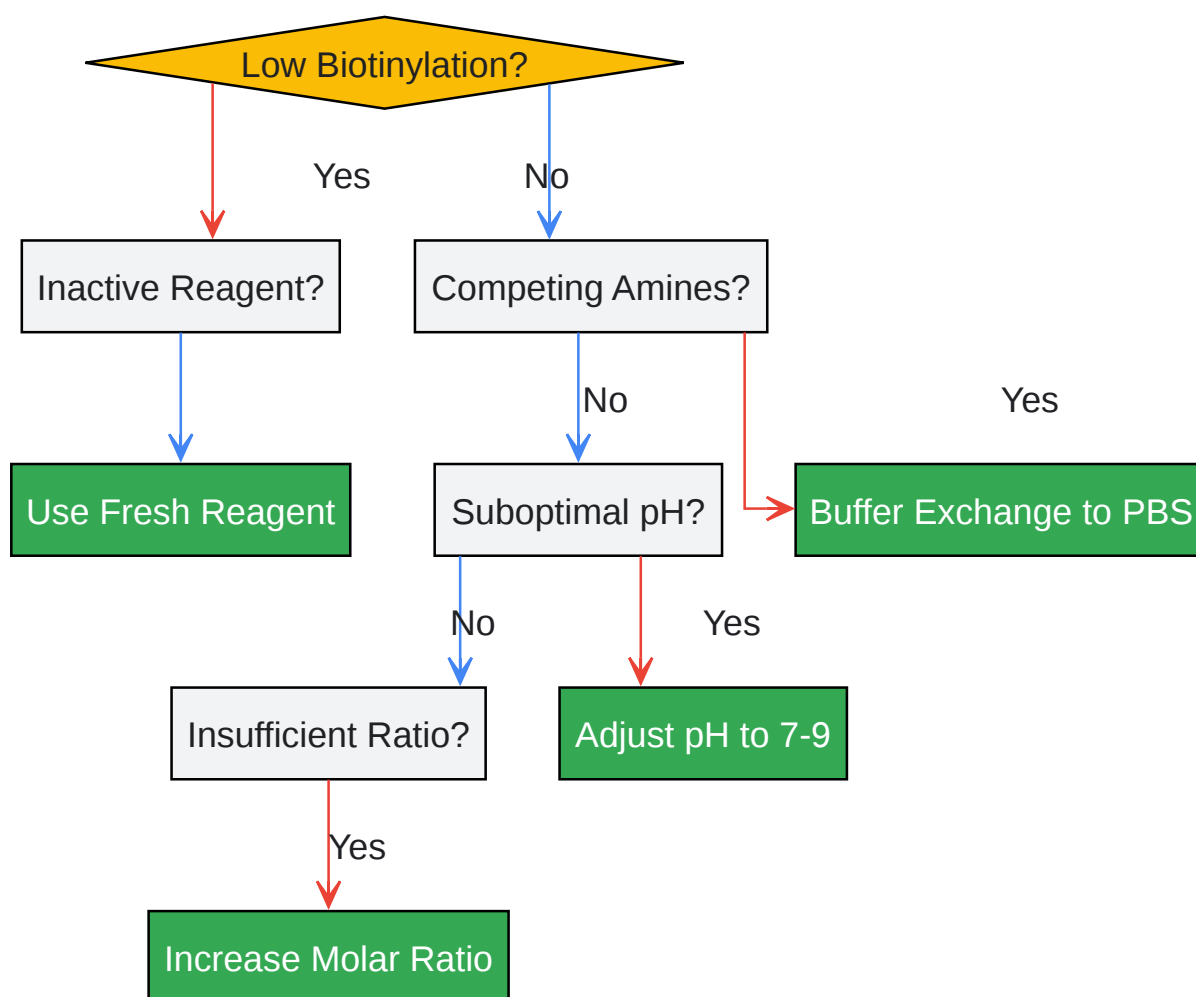 Low Biotinylation?
Yes
No
Inactive Reagent?
Competing Amines?
No
Yes
Use Fresh Reagent
Suboptimal pH?
Buffer Exchange to PBS
No
Yes
Insufficient Ratio?
Adjust pH to 7-9
Yes
Increase Molar Ratio